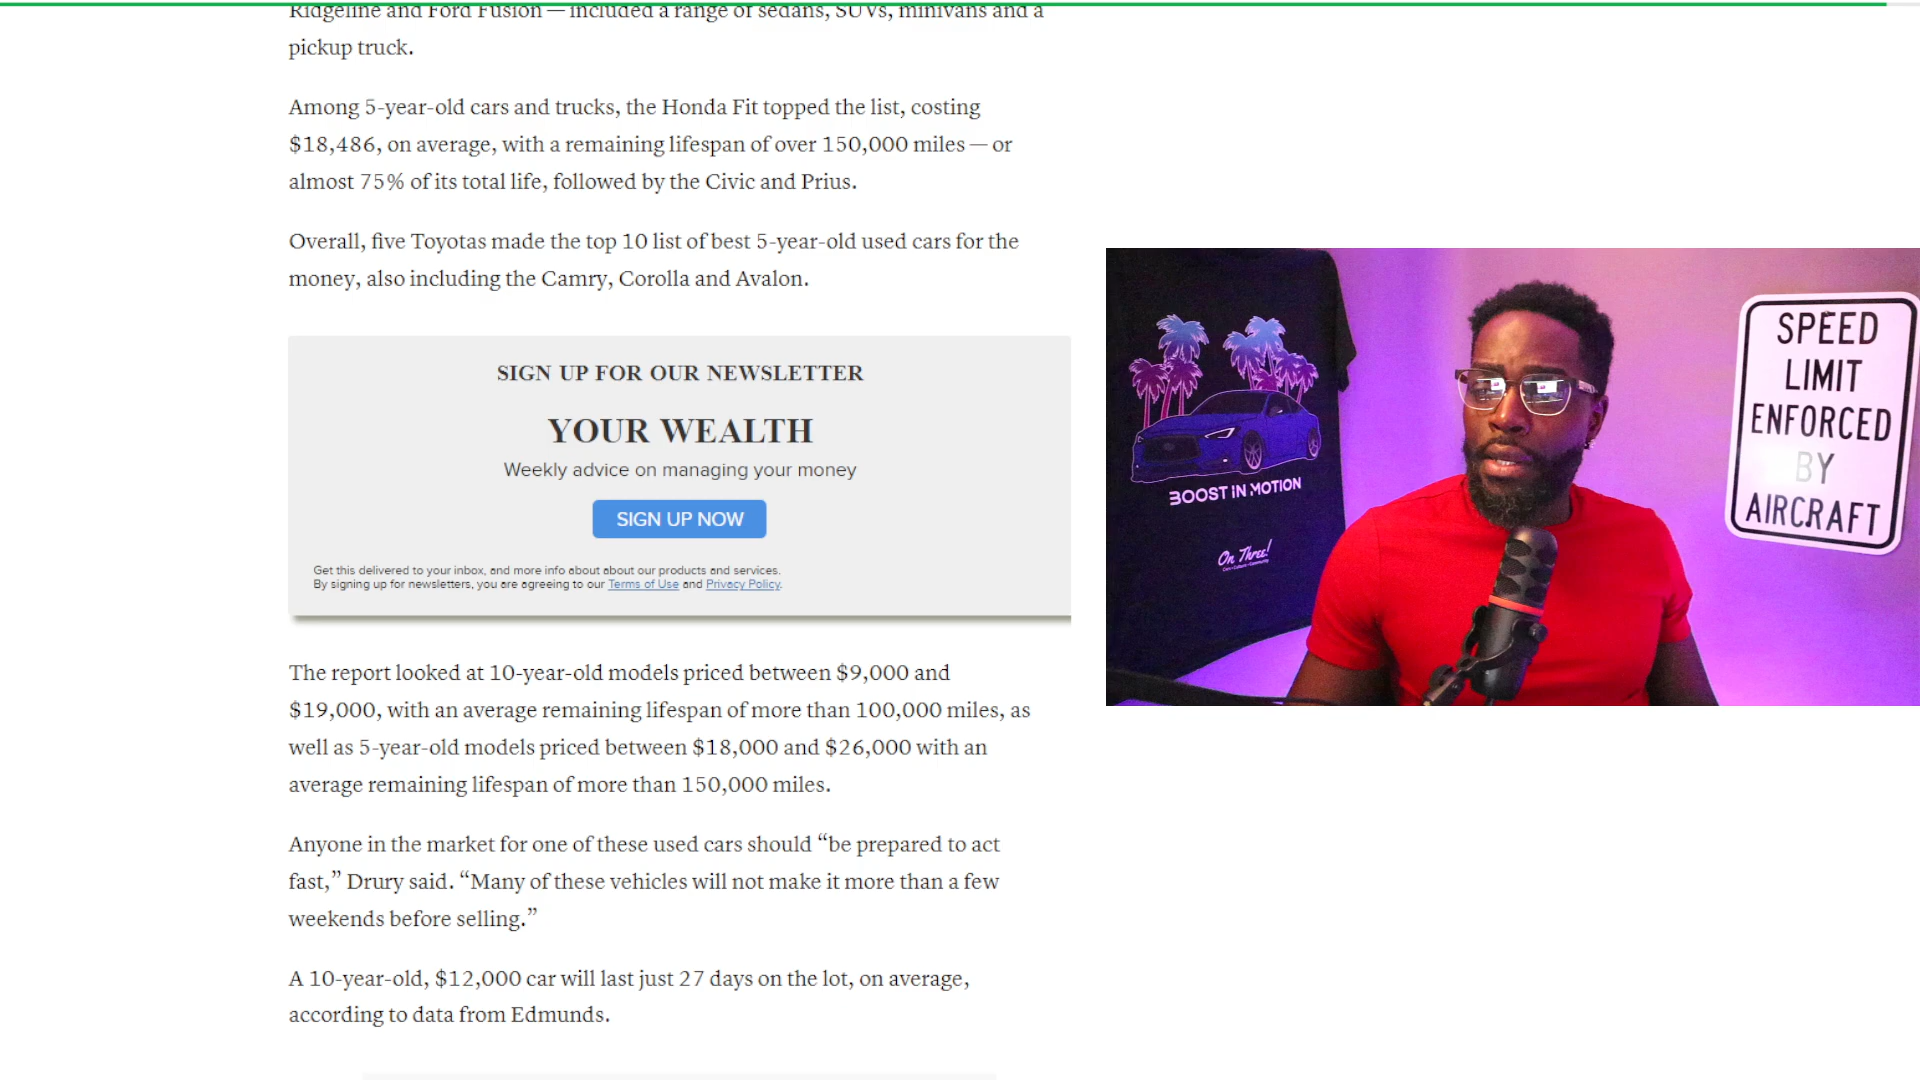 Ridgeline and Ford Fusion — included a range of sedans, SUVs, minivans and a
pickup truck.
Among 5-year-old cars and trucks, the Honda Fit topped the list, costing
$18,486, on average, with a remaining lifespan of over 150,000 miles — or
almost 75% of its total life, followed by the Civic and Prius.
Overall, five Toyotas made the top 10 list of best 5-year-old used cars for the
money, also including the Camry, Corolla and Avalon.
SIGN UP FOR OUR NEWSLETTER
YOUR WEALTH
Weekly advice on managing your money
SIGN UP NOW
Get this delivered to your inbox, and more info about about our products and services.
By signing up for newsletters, you are agreeing to our Terms of Use and Privacy Policy.
The report looked at 10-year-old models priced between $9,000 and
$19,000, with an average remaining lifespan of more than 100,000 miles, as
well as 5-year-old models priced between $18,000 and $26,000 with an
average remaining lifespan of more than 150,000 miles.
Anyone in the market for one of these used cars should “be prepared to act
fast,” Drury said. “Many of these vehicles will not make it more than a few
weekends before selling.”
A 10-year-old, $12,000 car will last just 27 days on the lot, on average,
according to data from Edmunds.
BOOST IN MOTION
On Three!
SPEED
LIMIT
ENFORCED
BY
AIRCRAFT